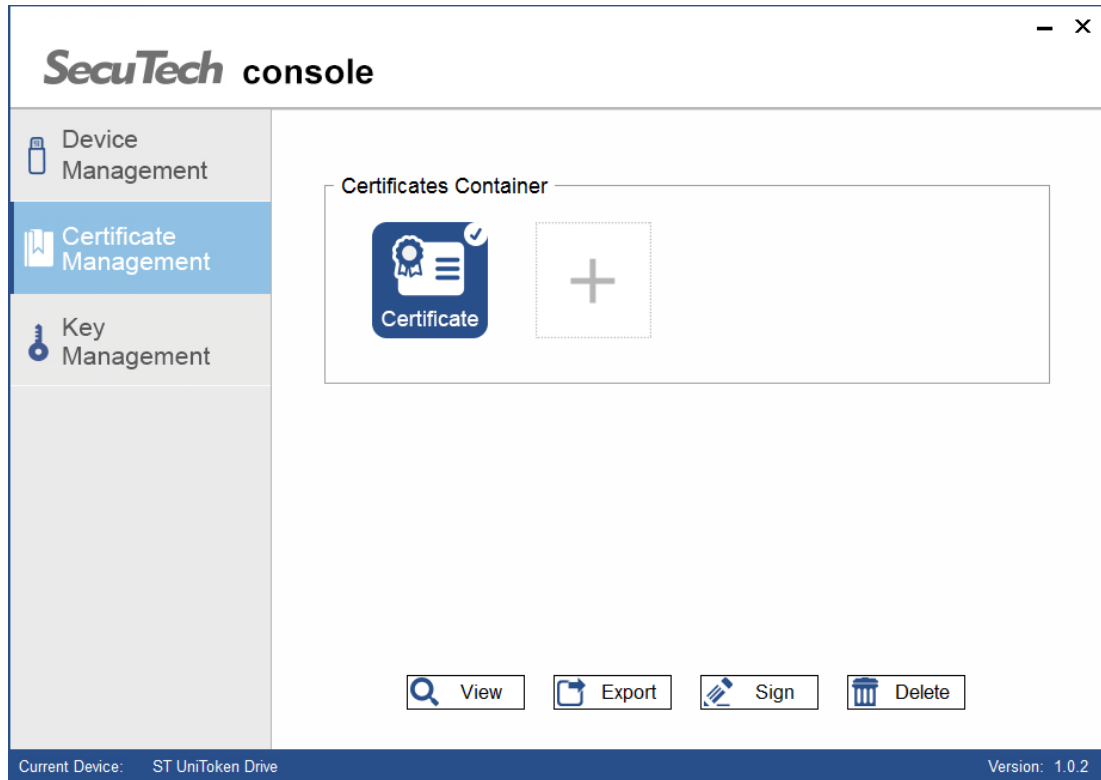 SecuTech console
Device
Management
Certificate
Management
Key
Management
Certificates Container
Certificate
View
Export
Sign
Delete
Current Device: ST UniToken Drive
Version: 1.0.2